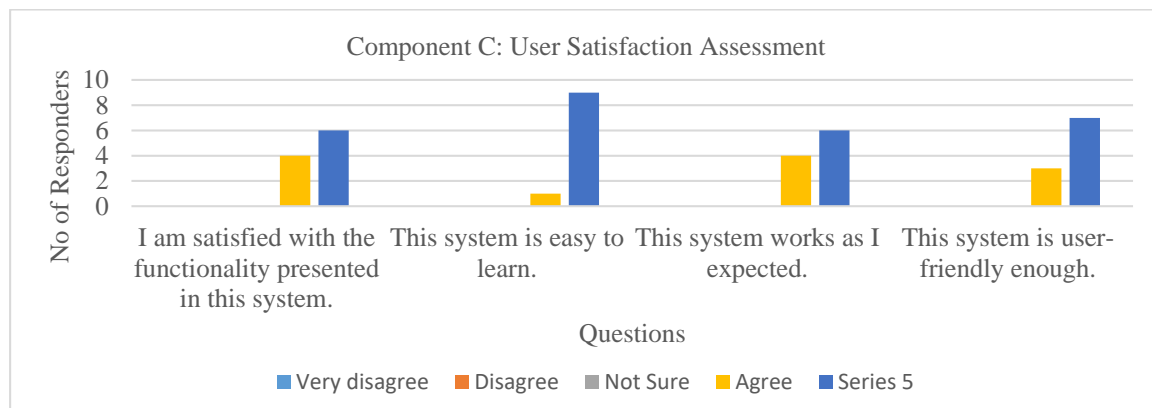 Component C: User Satisfaction Assessment
No of Responders
10
8
6
4
2
0
I am satisfied with the
functionality presented
in this system.
This system is easy to
learn.
This system works as I
expected.
This system is user-
friendly enough.
Questions
Very disagree
Disagree
Not Sure
Agree
Series 5